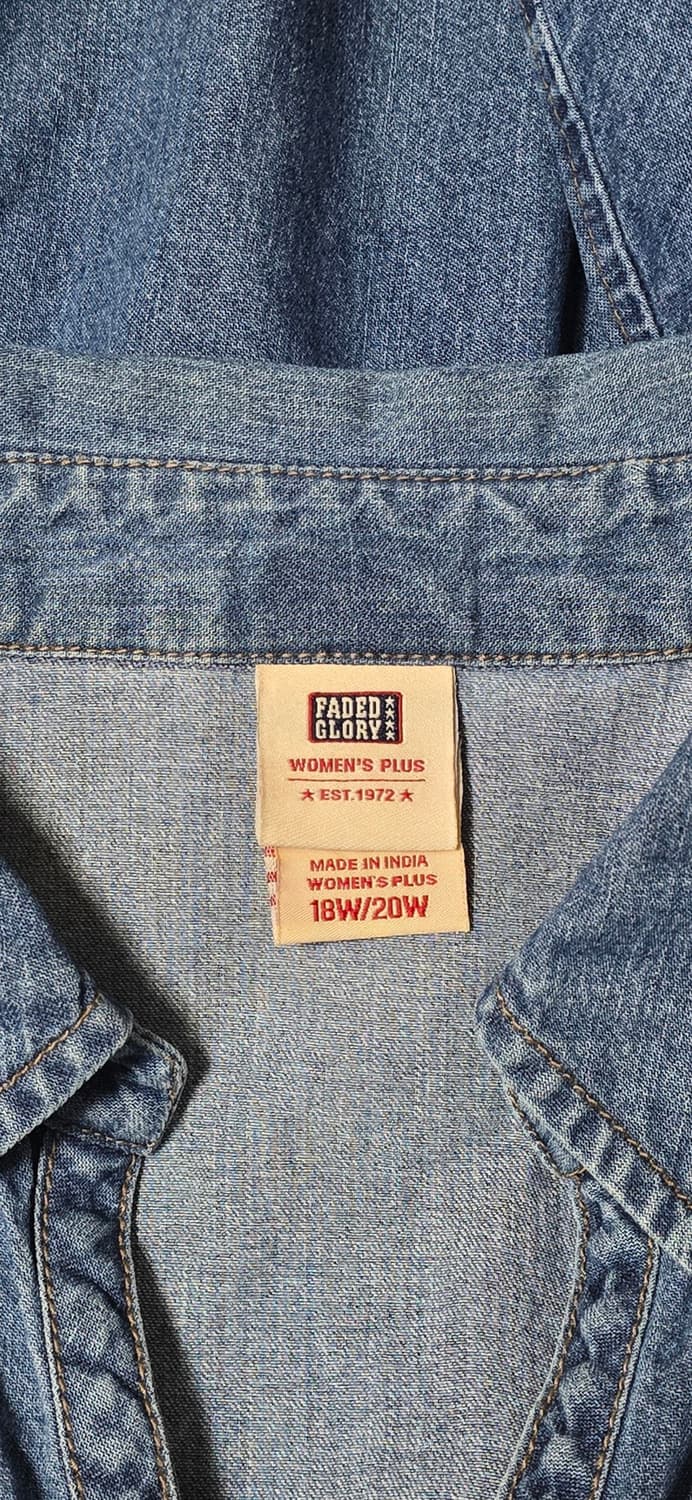 FADED
GLORY
WOMEN'S PLUS
★ EST.1972 ★
MADE IN INDIA
WOMEN'S PLUS
18W/20W